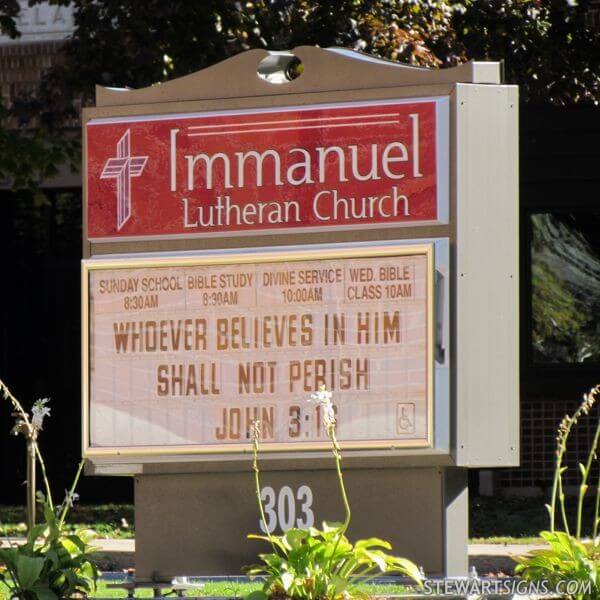 Immanuel
Lutheran Church
SUNDAY SCHOOL BIBLE STUDY DIVINE SERVICE WED. BIBLE
8:30AM 8:30AM 10:00AM CLASS 10AM
WHOEVER BELIEVES IN HIM
SHALL NOT PERISH
JOHN 3:16
303
STEWARTSIGNS.COM